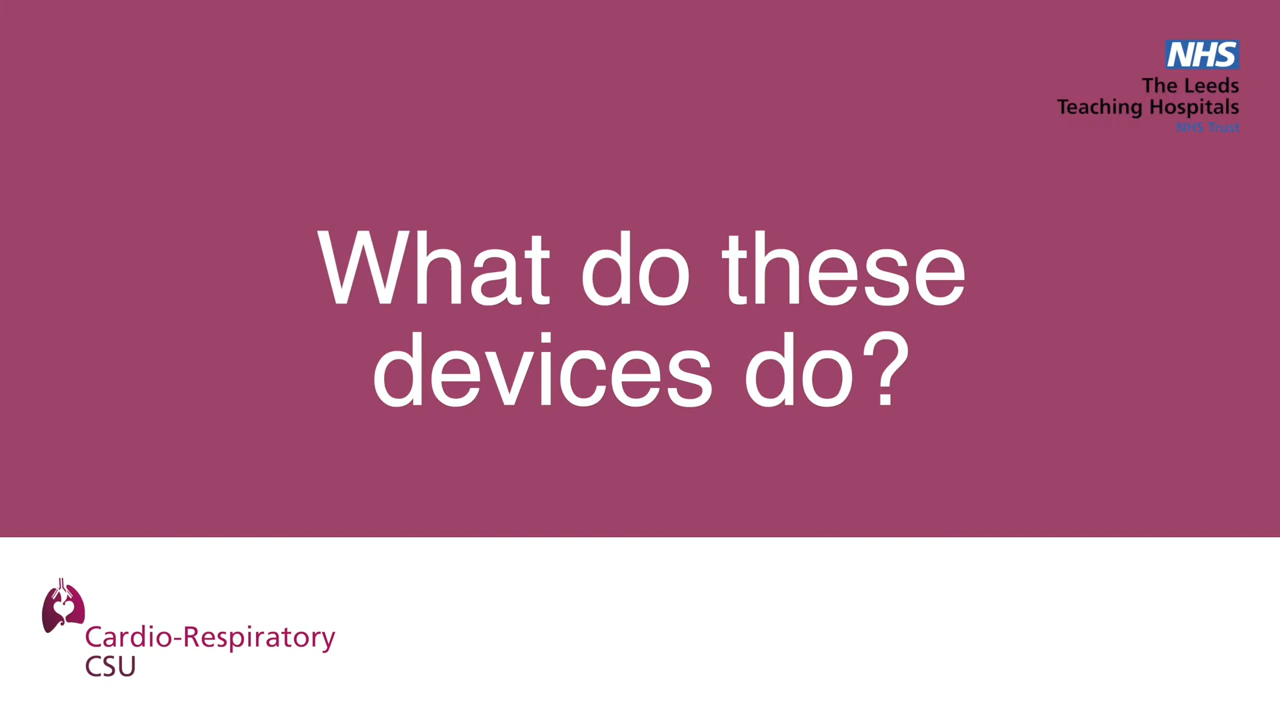 NHS
The Leeds
Teaching Hospitals
NHS Trust
What do these
devices do?
Cardio-Respiratory
CSU